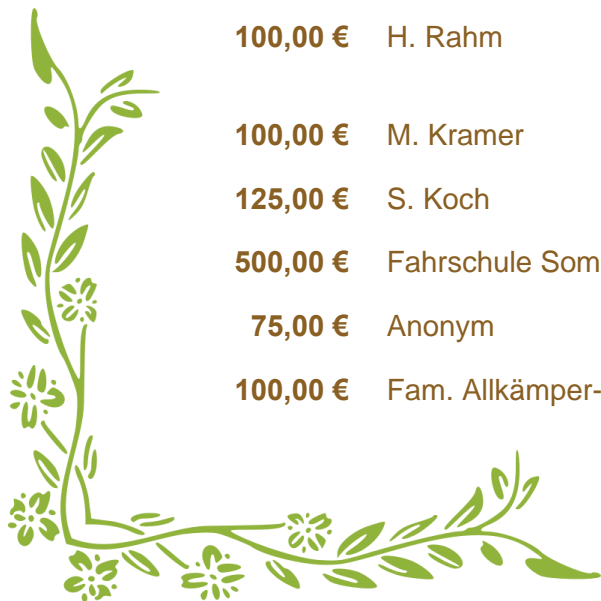 100,00 € H. Rahm
100,00 € M. Kramer
125,00 € S. Koch
500,00 € Fahrschule Som
75,00 € Anonym
100,00 € Fam. Allkämper-